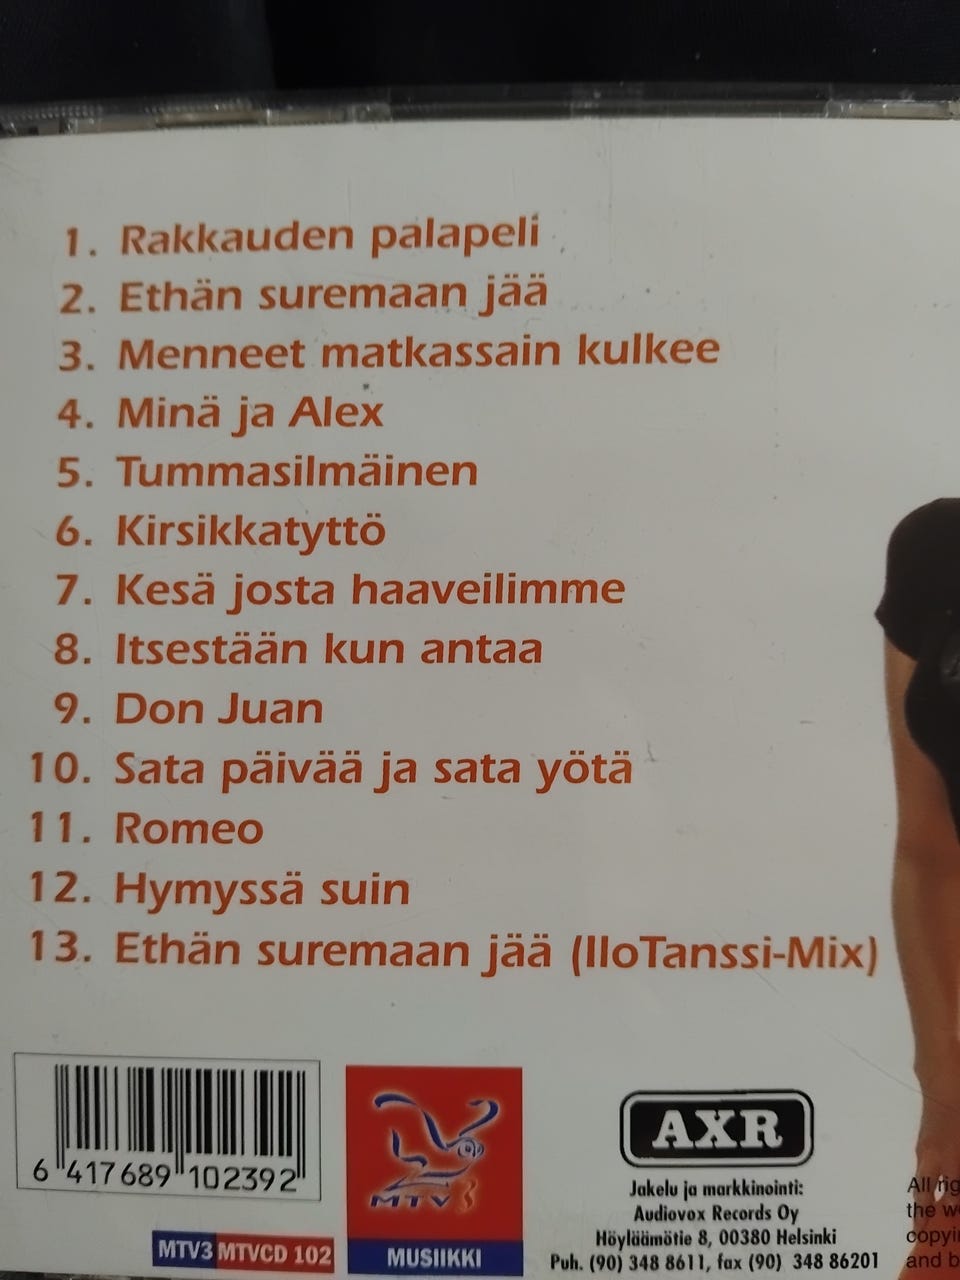 1. Rakkauden palapeli
2. Ethän suremaan jää
3. Menneet matkassain kulkee
4. Minä ja Alex
5. Tummasilmäinen
6. Kirsikkatyttö
7. Kesä josta haaveilimme
8. Itsestään kun antaa
9. Don Juan
10. Sata päivää ja sata yötä
11. Romeo
12. Hymyssä suin
13. Ethän suremaan jää (IloTanssi-Mix)
6 417689 102392
MTV3 MTVCD 102
MTV3
MUSIIKKI
AXR
Jakelu ja markkinointi:
Audiovox Records Oy
Höyläämötie 8, 00380 Helsinki
Puh. (90) 348 8611, fax (90) 348 86201
All
the
and